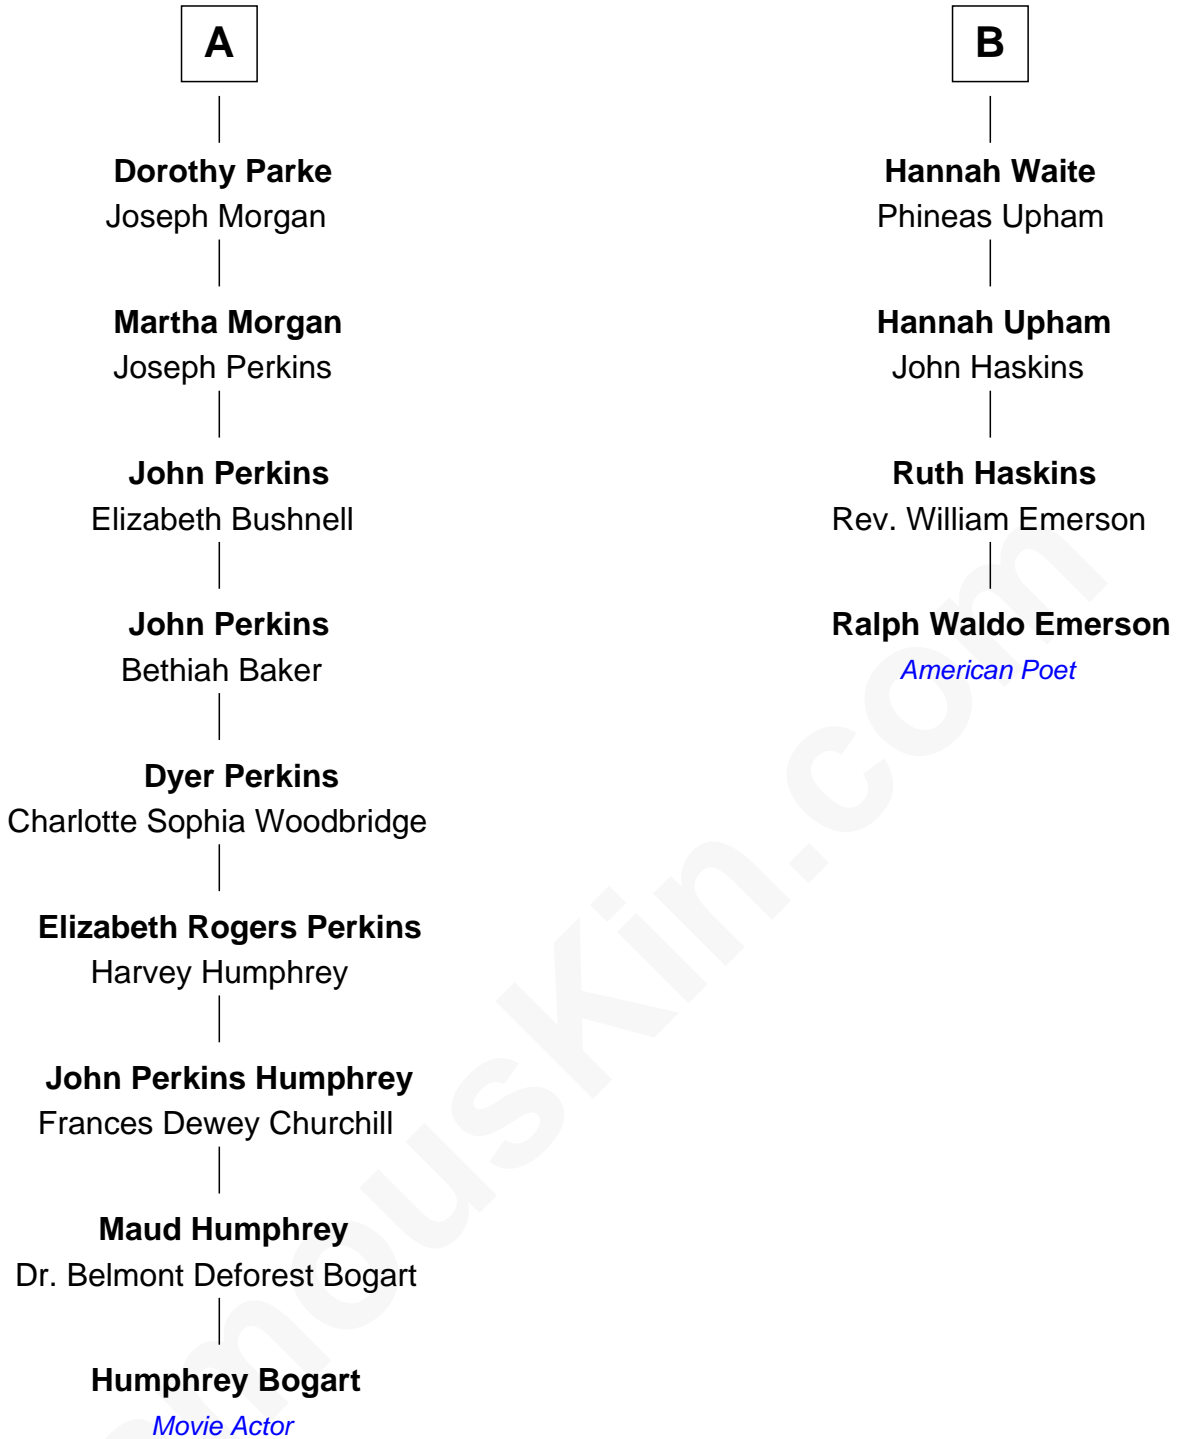 A
Dorothy Parke
Joseph Morgan
Martha Morgan
Joseph Perkins
John Perkins
Elizabeth Bushnell
John Perkins
Bethiah Baker
Dyer Perkins
Charlotte Sophia Woodbridge
Elizabeth Rogers Perkins
Harvey Humphrey
John Perkins Humphrey
Frances Dewey Churchill
Maud Humphrey
Dr. Belmont Deforest Bogart
Humphrey Bogart
Movie Actor
B
Hannah Waite
Phineas Upham
Hannah Upham
John Haskins
Ruth Haskins
Rev. William Emerson
Ralph Waldo Emerson
American Poet
mousKin.com